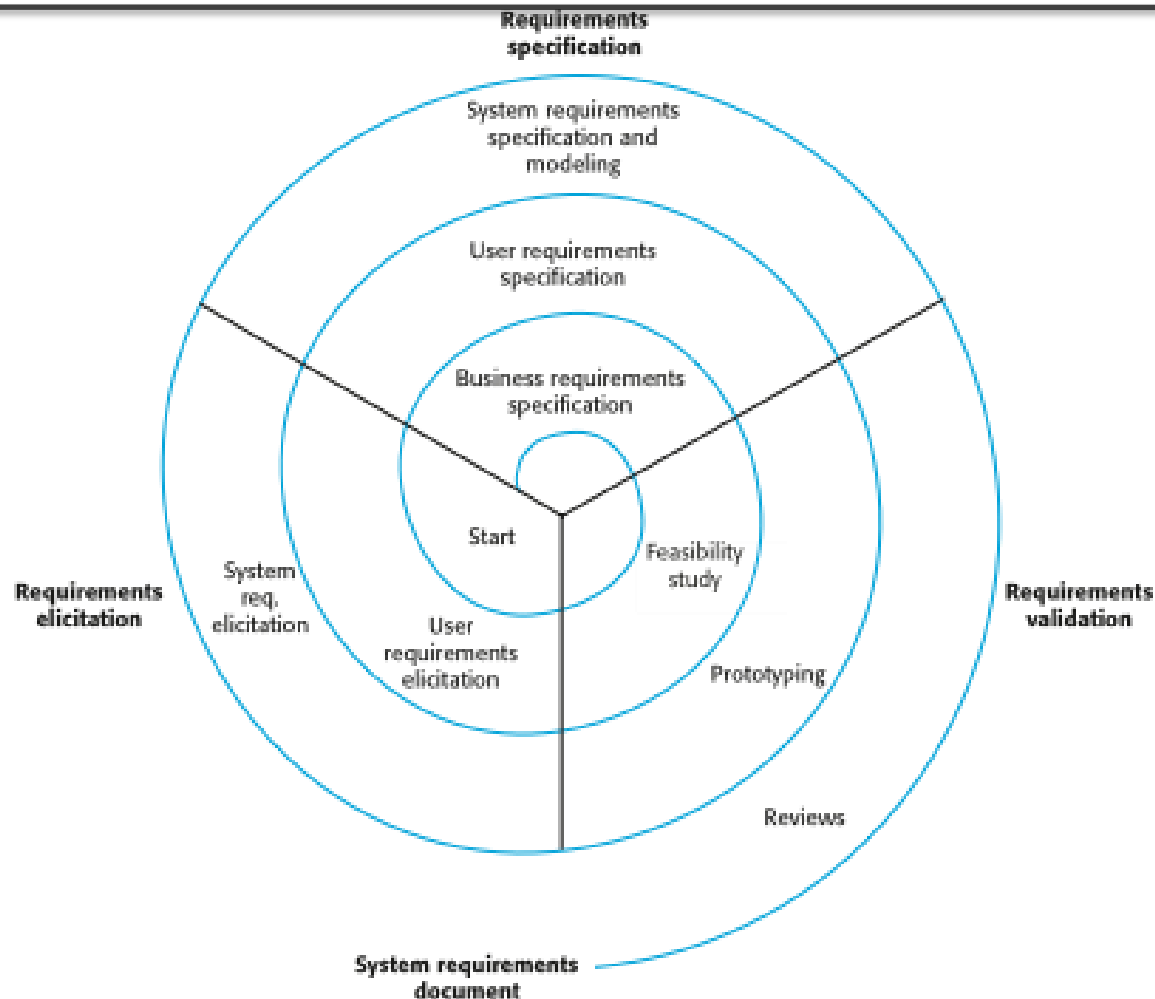 Requirements
specification
System requirements
specification and
modeling
User requirements
specification
Business requirements
specification
Start
Feasibility
study
System
req.
elicitation
Requirements
elicitation
Requirements
validation
User
requirements
elicitation
Prototyping
Reviews
System requirements
document